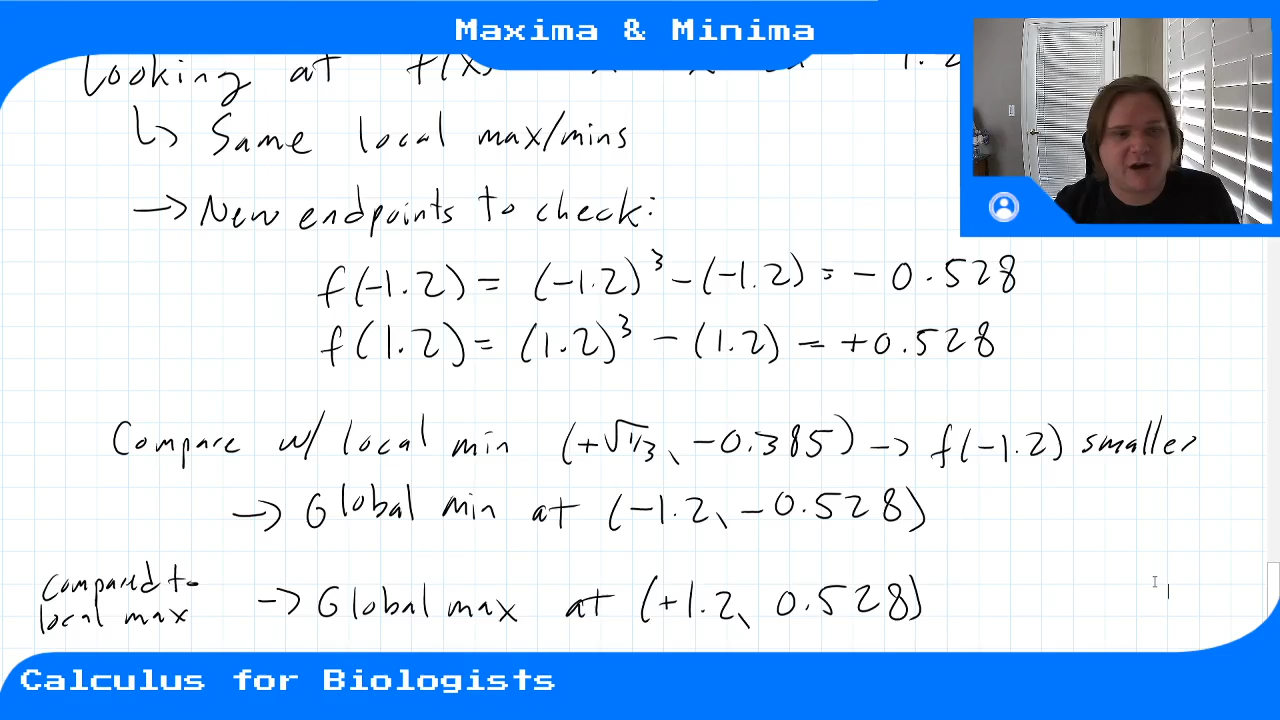 Maxima & Minima
Looking at f(x)
↳ Same local max/mins
→ New endpoints to check:
f(-1.2) = (-1.2)³ - (-1.2) = - 0.528
f(1.2) = (1.2)³ - (1.2) = +0.528
Compare w/ local min (+√1/3, -0.385) → f(-1.2) smaller
→ Global min at (-1.2, -0.528)
Compared to
local max
→ Global max at (+1.2, 0.528)
Calculus for Biologists